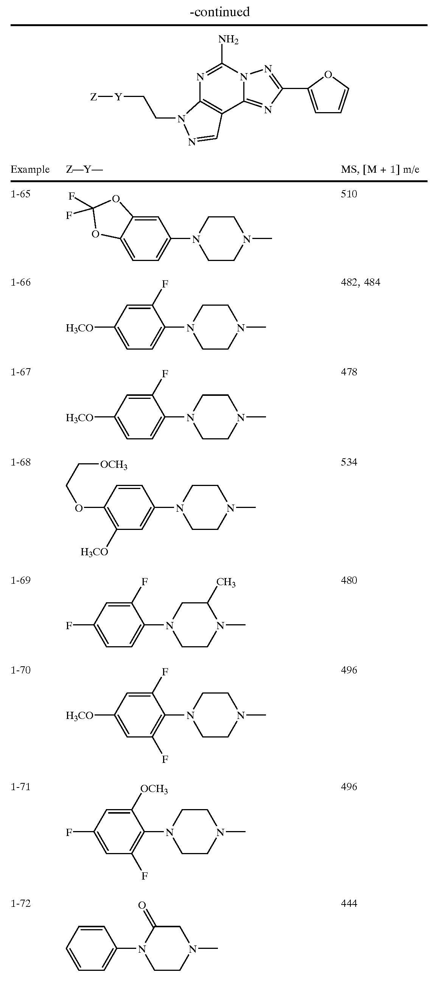 -continued
NH2
N
N
N
N
O
Z
Y
N
N
Example Z—Y— MS, [M + 1] m/e
1-65 510
F
F
O
O
N
N
1-66 482, 484
F
H3CO
N
N
1-67 478
F
H3CO
N
N
1-68 534
OCH3
O
N
N
H3CO
1-69 480
F
CH3
F
N
N
1-70 496
F
H3CO
N
N
F
1-71 496
OCH3
F
N
N
F
1-72 444
O
N
N